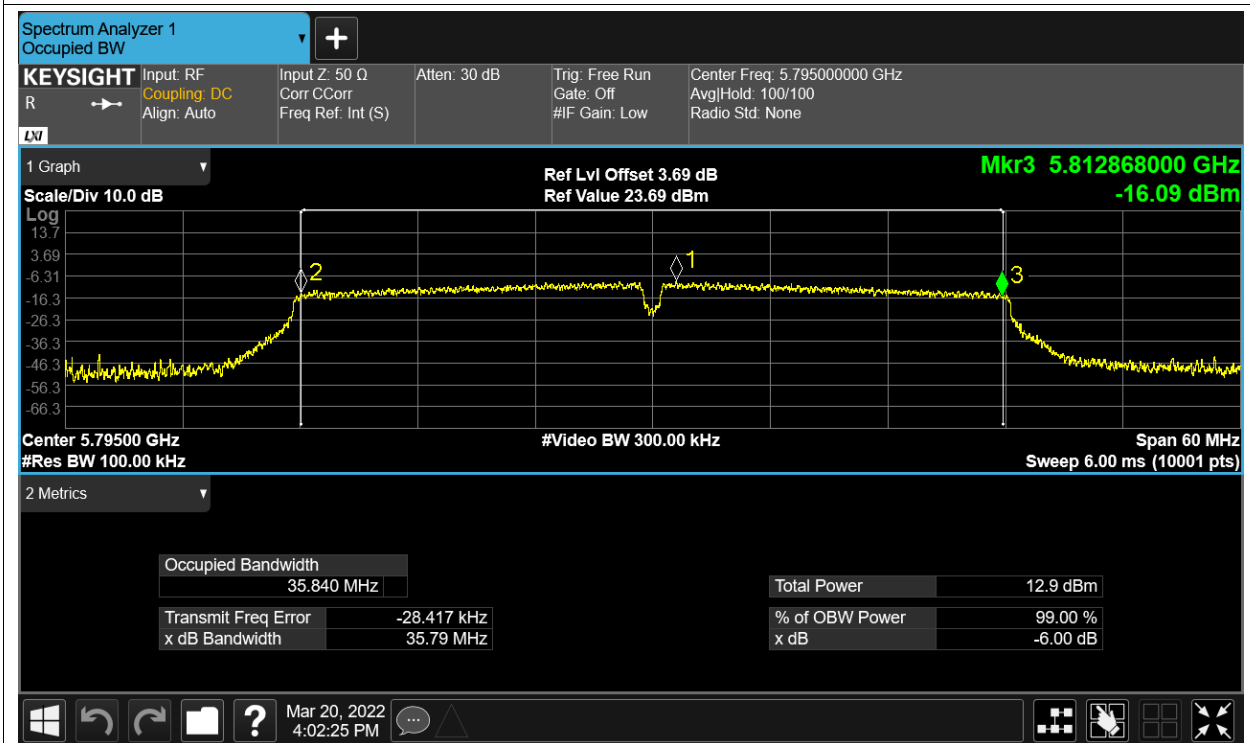 Spectrum Analyzer 1
Occupied BW
KEYSIGHT
R
LXI
Input: RF
Coupling: DC
Align: Auto
Input Z: 50 Ω
Corr CCorr
Freq Ref: Int (S)
Atten: 30 dB
Trig: Free Run
Gate: Off
#IF Gain: Low
Center Freq: 5.795000000 GHz
Avg|Hold: 100/100
Radio Std: None
1 Graph
Scale/Div 10.0 dB
Ref Lvl Offset 3.69 dB
Ref Value 23.69 dBm
Mkr3 5.812868000 GHz
-16.09 dBm
Log
13.7
3.69
-6.31
-16.3
-26.3
-36.3
-46.3
-56.3
-66.3
2
1
3
Center 5.79500 GHz
#Res BW 100.00 kHz
#Video BW 300.00 kHz
Span 60 MHz
Sweep 6.00 ms (10001 pts)
2 Metrics
Occupied Bandwidth
35.840 MHz
Transmit Freq Error -28.417 kHz
x dB Bandwidth 35.79 MHz
Total Power 12.9 dBm
% of OBW Power 99.00 %
x dB -6.00 dB
?
Mar 20, 2022
4:02:25 PM